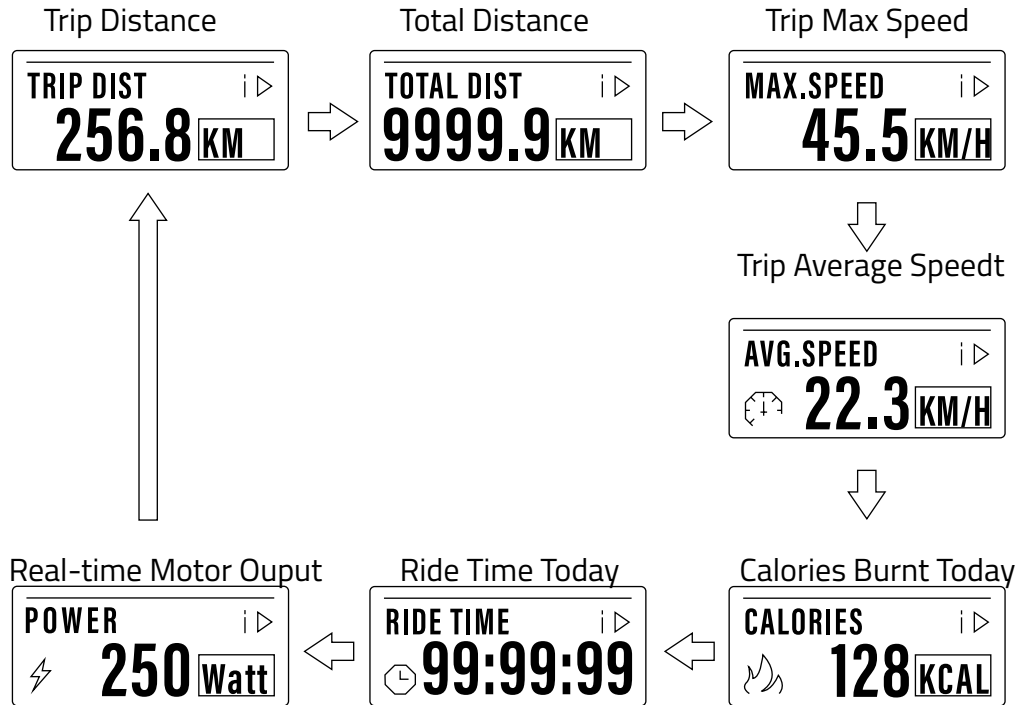 Trip Distance
Total Distance
Trip Max Speed
TRIP DIST i
256.8 KM
TOTAL DIST i
9999.9 KM
MAX.SPEED i
45.5 KM/H
Trip Average Speedt
AVG.SPEED i
22.3 KM/H
Real-time Motor Ouput
Ride Time Today
Calories Burnt Today
POWER i
250 Watt
RIDE TIME i
99:99:99
CALORIES i
128 KCAL